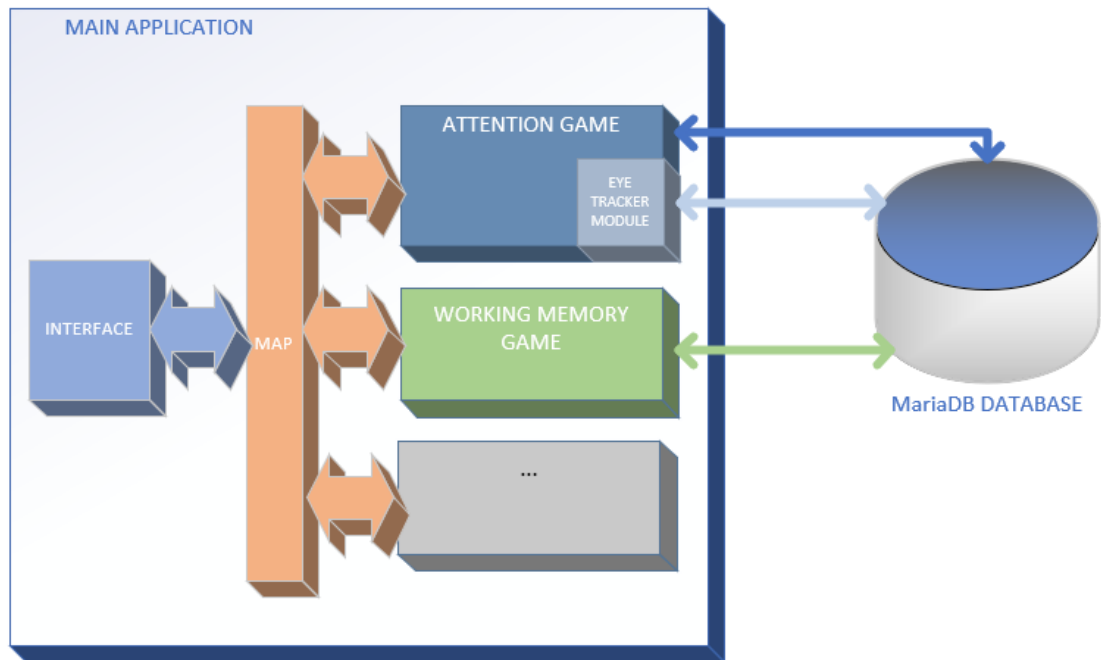 MAIN APPLICATION
ATTENTION GAME
EYE
TRACKER
MODULE
INTERFACE
MAP
WORKING MEMORY
GAME
...
MariaDB DATABASE